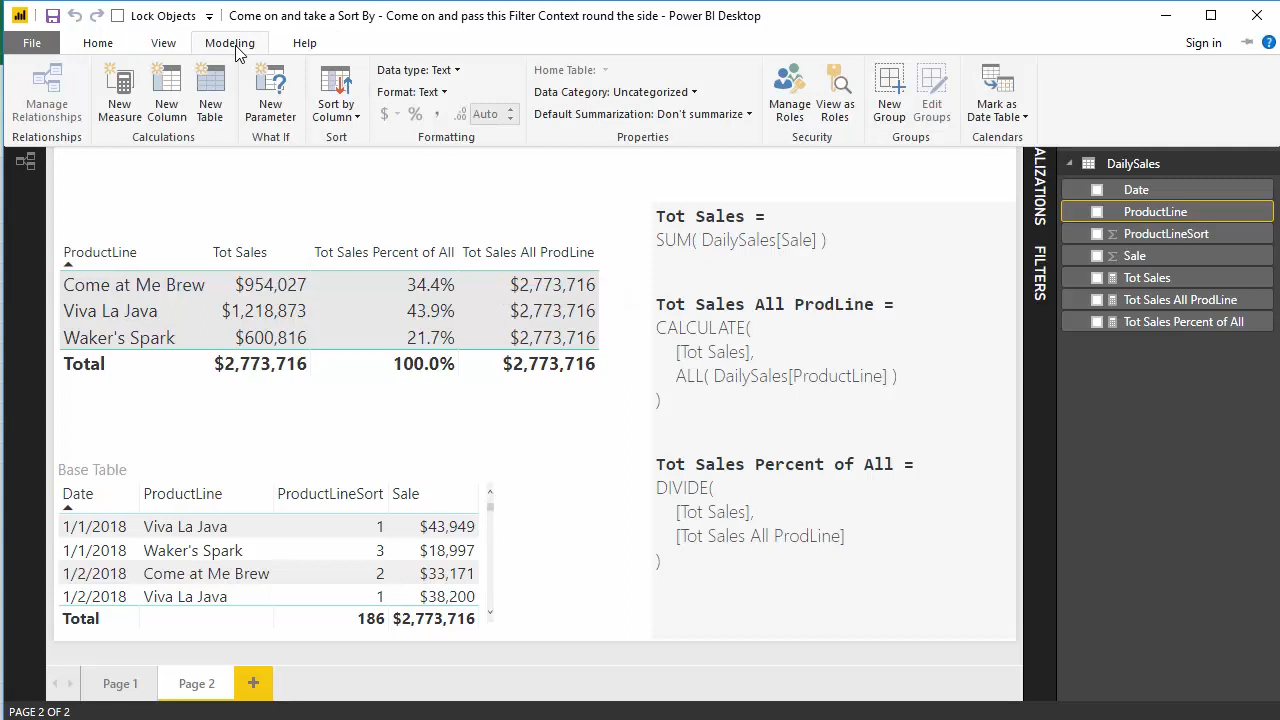 Lock Objects
Come on and take a Sort By - Come on and pass this Filter Context round the side - Power BI Desktop
File Home View Modeling Help
Sign in
Manage Relationships
New Measure
New Column
New Table
New Parameter
Sort by Column
Data type: Text
Format: Text
$ % , .00 Auto
Home Table:
Data Category: Uncategorized
Default Summarization: Don't summarize
Manage Roles
View as Roles
New Group
Edit Groups
Mark as Date Table
Relationships Calculations What If Sort Formatting Properties Security Groups Calendars
ProductLine Tot Sales Tot Sales Percent of All Tot Sales All ProdLine
Come at Me Brew $954,027 34.4% $2,773,716
Viva La Java $1,218,873 43.9% $2,773,716
Waker's Spark $600,816 21.7% $2,773,716
Total $2,773,716 100.0% $2,773,716
Base Table
Date ProductLine ProductLineSort Sale
1/1/2018 Viva La Java 1 $43,949
1/1/2018 Waker's Spark 3 $18,997
1/2/2018 Come at Me Brew 2 $33,171
1/2/2018 Viva La Java 1 $38,200
Total 186 $2,773,716
Tot Sales =
SUM( DailySales[Sale] )
Tot Sales All ProdLine =
CALCULATE(
[Tot Sales],
ALL( DailySales[ProductLine] )
)
Tot Sales Percent of All =
DIVIDE(
[Tot Sales],
[Tot Sales All ProdLine]
)
ALIZATIONS
FILTERS
DailySales
Date
ProductLine
Σ ProductLineSort
Σ Sale
Tot Sales
Tot Sales All ProdLine
Tot Sales Percent of All
Page 1 Page 2 +
PAGE 2 OF 2